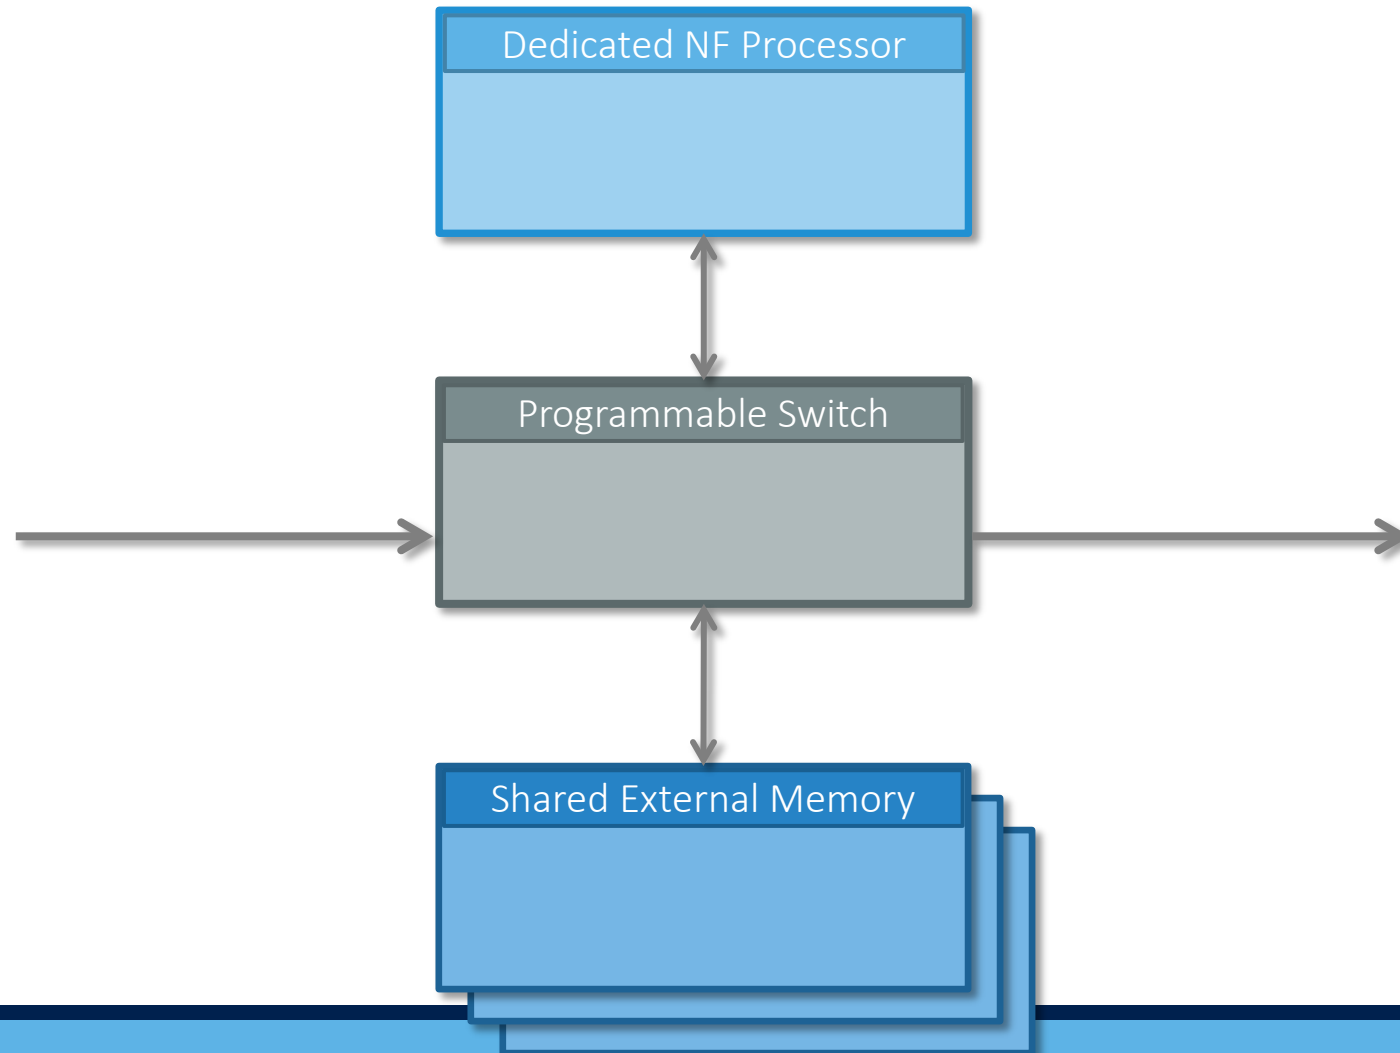 Dedicated NF Processor
Programmable Switch
Shared External Memory